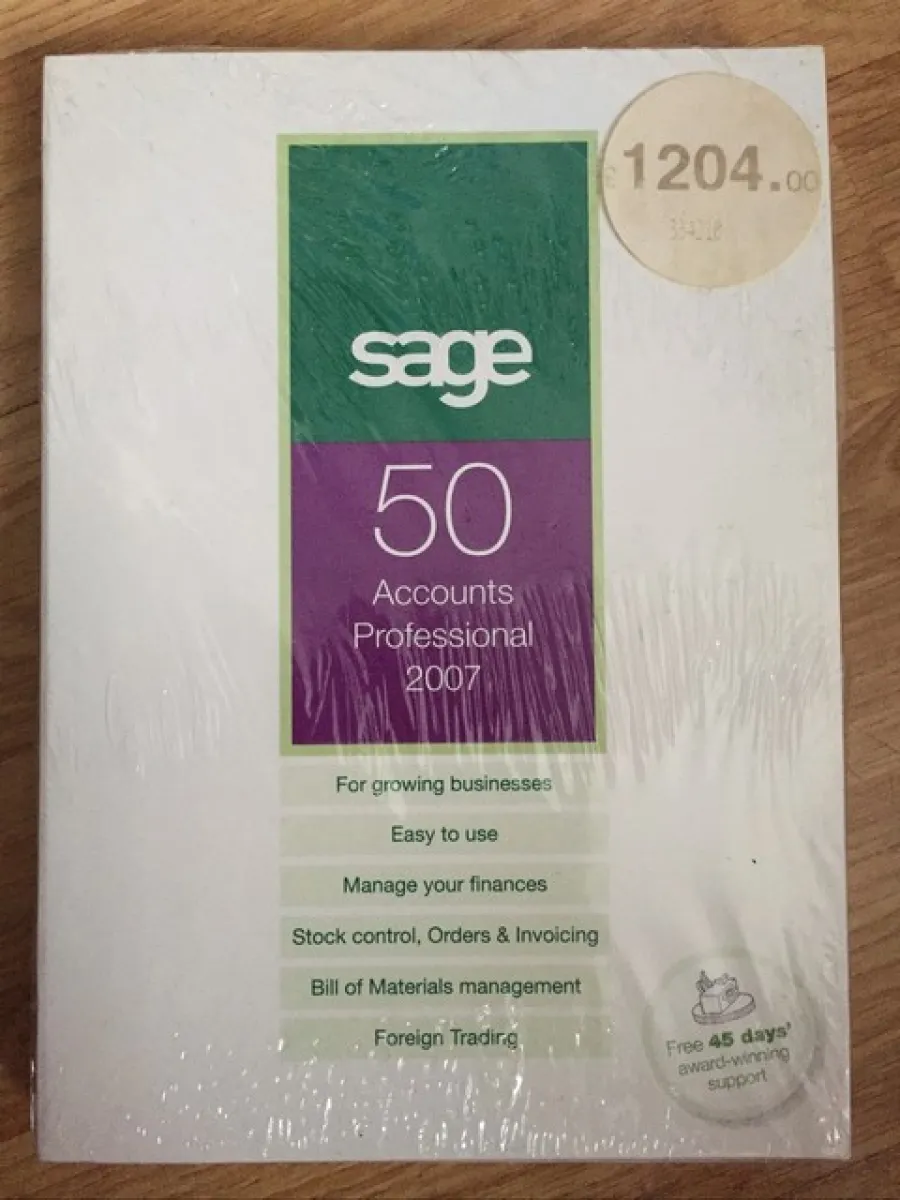 £1204.00
sage
50
Accounts
Professional
2007
For growing businesses
Easy to use
Manage your finances
Stock control, Orders & Invoicing
Bill of Materials management
Foreign Trading
Free 45 days'
award-winning
support